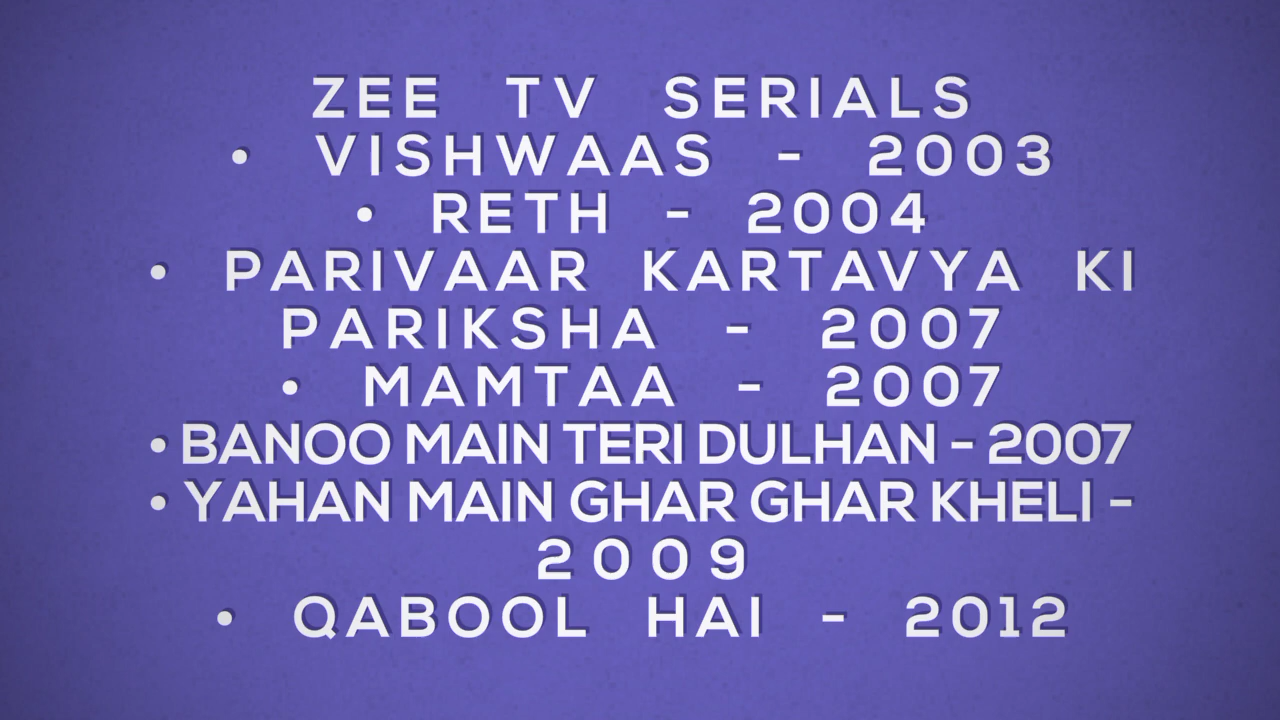 ZEE TV SERIALS
• VISHWAAS - 2003
• RETH - 2004
• PARIVAAR KARTAVYA KI
PARIKSHA - 2007
• MAMTAA - 2007
• BANOO MAIN TERI DULHAN - 2007
• YAHAN MAIN GHAR GHAR KHELI -
2009
• QABOOL HAI - 2012